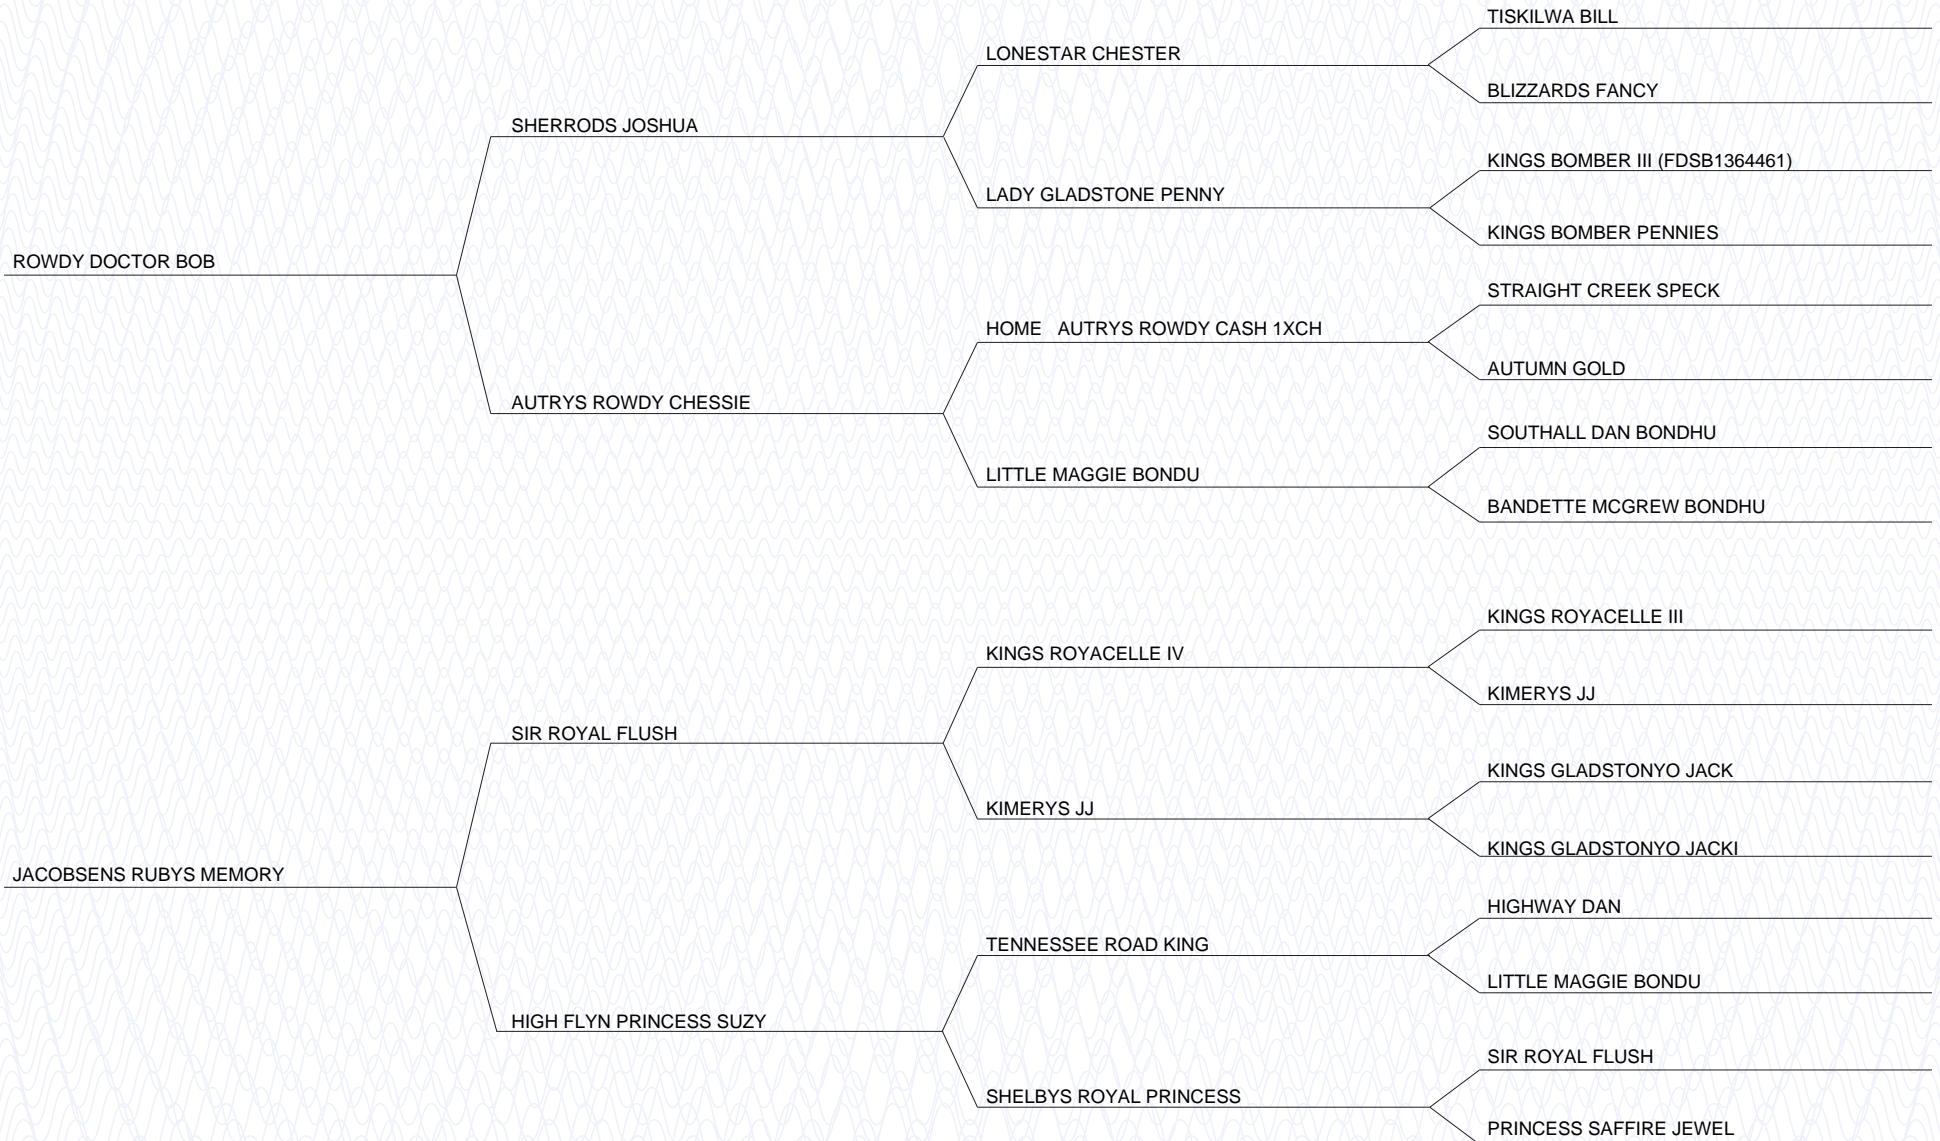 TISKILWA BILL
LONESTAR CHESTER
BLIZZARDS FANCY
SHERRODS JOSHUA
KINGS BOMBER III (FDSB1364461)
LADY GLADSTONE PENNY
KINGS BOMBER PENNIES
ROWDY DOCTOR BOB
STRAIGHT CREEK SPECK
HOME AUTRYS ROWDY CASH 1XCH
AUTUMN GOLD
AUTRYS ROWDY CHESSIE
SOUTHALL DAN BONDHU
LITTLE MAGGIE BONDU
BANDETTE MCGREW BONDHU
KINGS ROYACELLE III
KINGS ROYACELLE IV
KIMERYS JJ
SIR ROYAL FLUSH
KINGS GLADSTONYO JACK
KIMERYS JJ
KINGS GLADSTONYO JACKI
JACOBSENS RUBYS MEMORY
HIGHWAY DAN
TENNESSEE ROAD KING
LITTLE MAGGIE BONDU
HIGH FLYN PRINCESS SUZY
SIR ROYAL FLUSH
SHELBYS ROYAL PRINCESS
PRINCESS SAFFIRE JEWEL